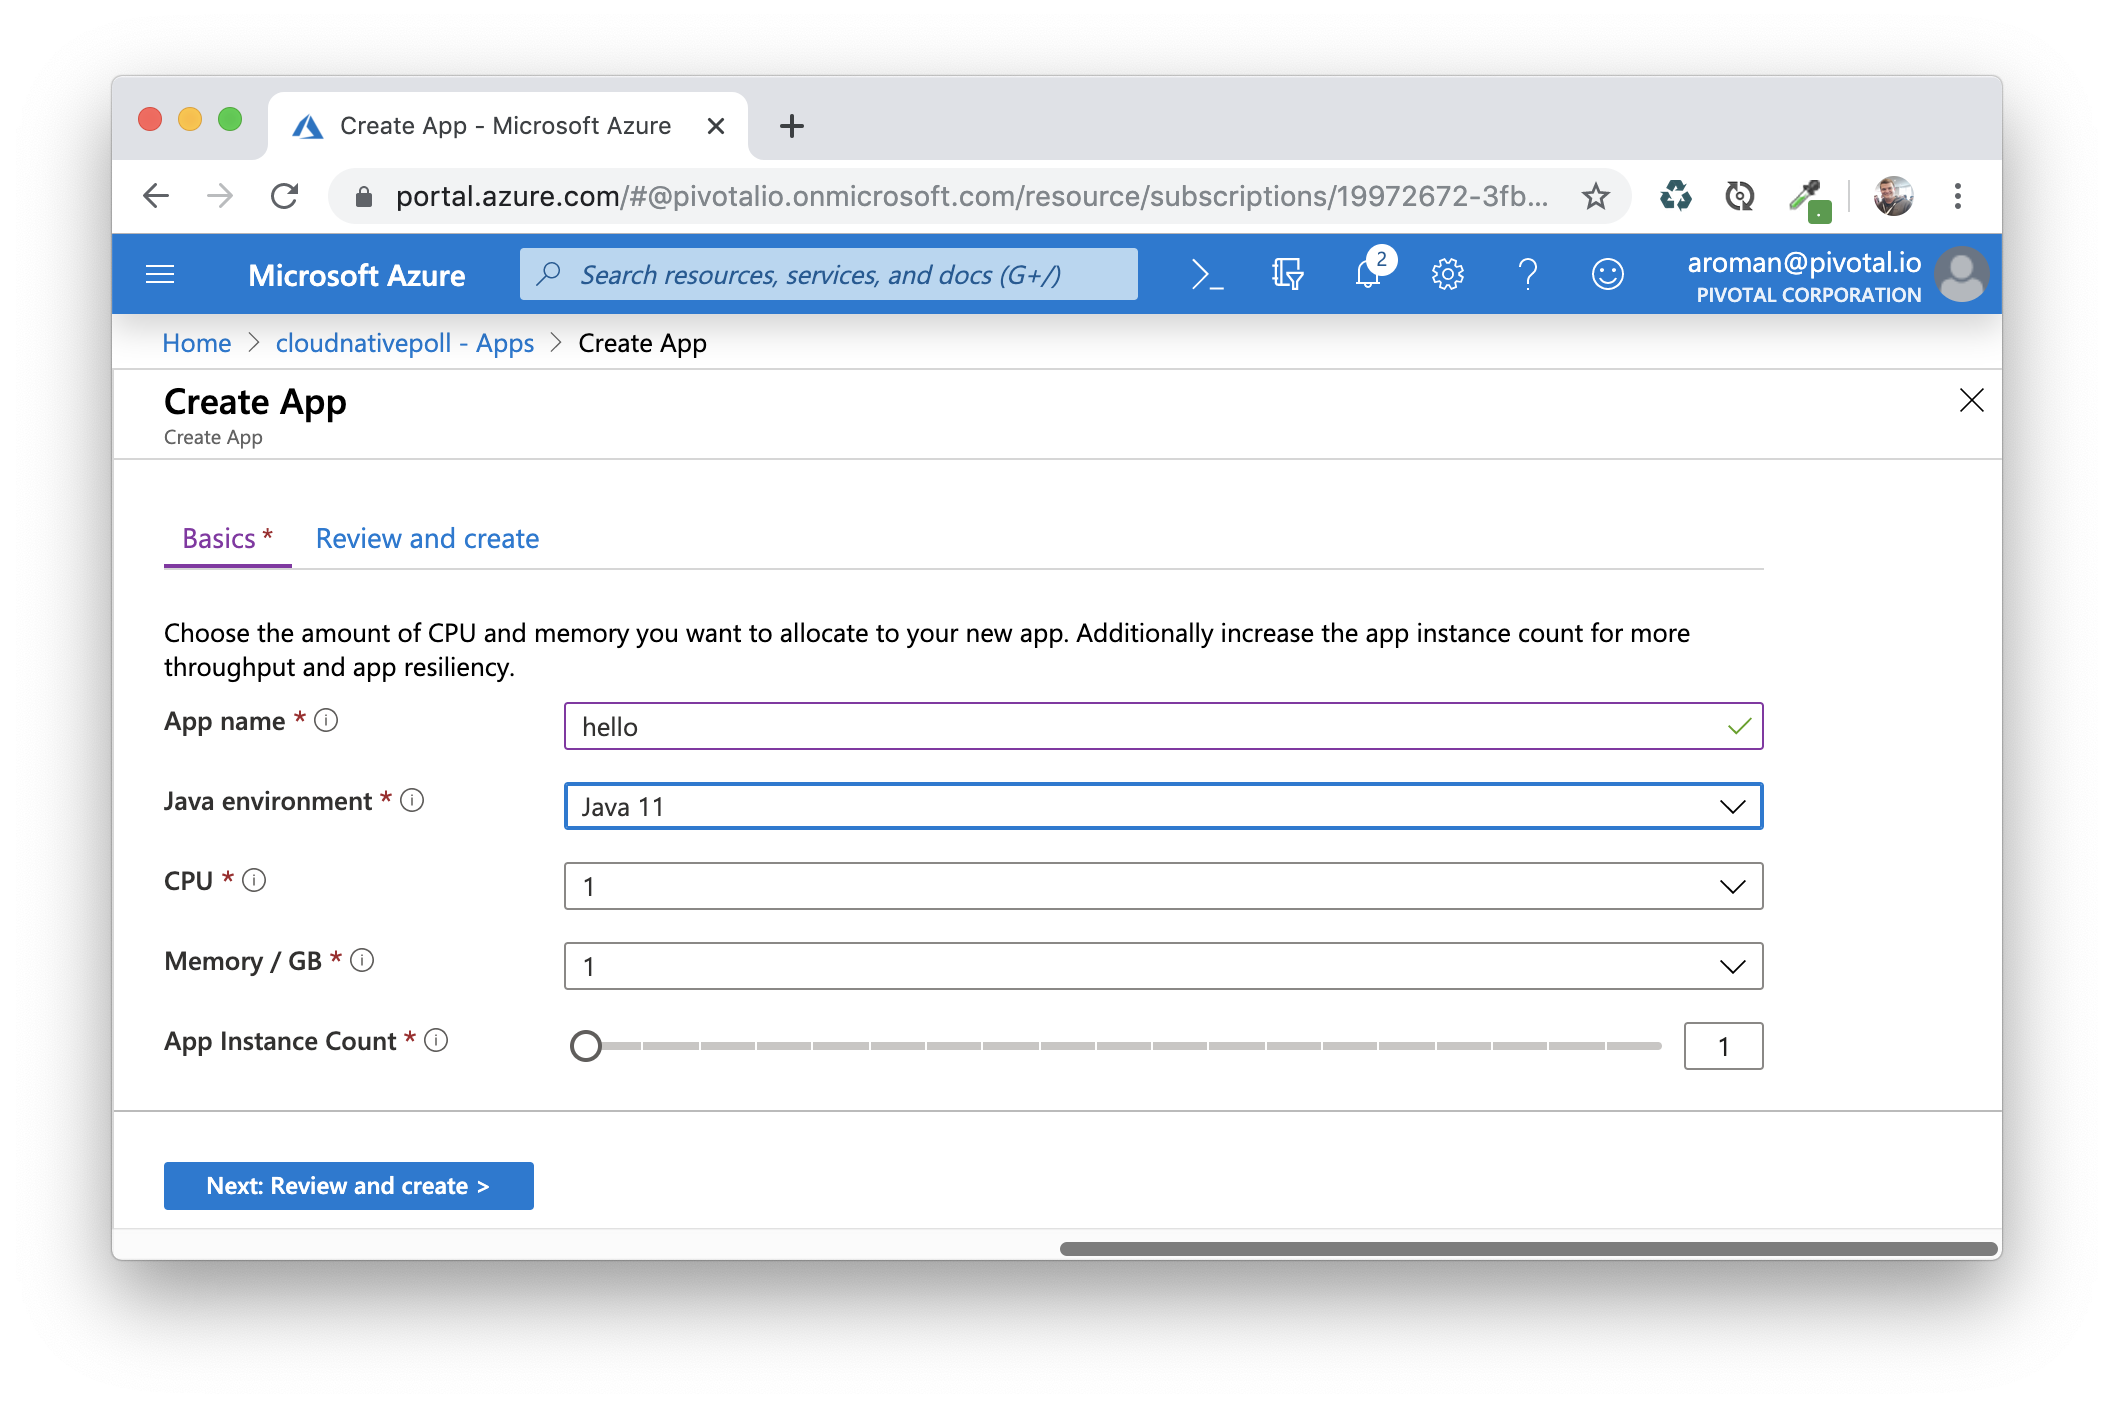 Create App - Microsoft Azure
portal.azure.com/#@pivotalio.onmicrosoft.com/resource/subscriptions/19972672-3fb...
Microsoft Azure
Search resources, services, and docs (G+/)
2
aroman@pivotal.io
PIVOTAL CORPORATION
Home > cloudnativepoll - Apps > Create App
Create App
Create App
Basics * Review and create
Choose the amount of CPU and memory you want to allocate to your new app. Additionally increase the app instance count for more
throughput and app resiliency.
App name * hello
Java environment * Java 11
CPU * 1
Memory / GB * 1
App Instance Count * 1
Next: Review and create >